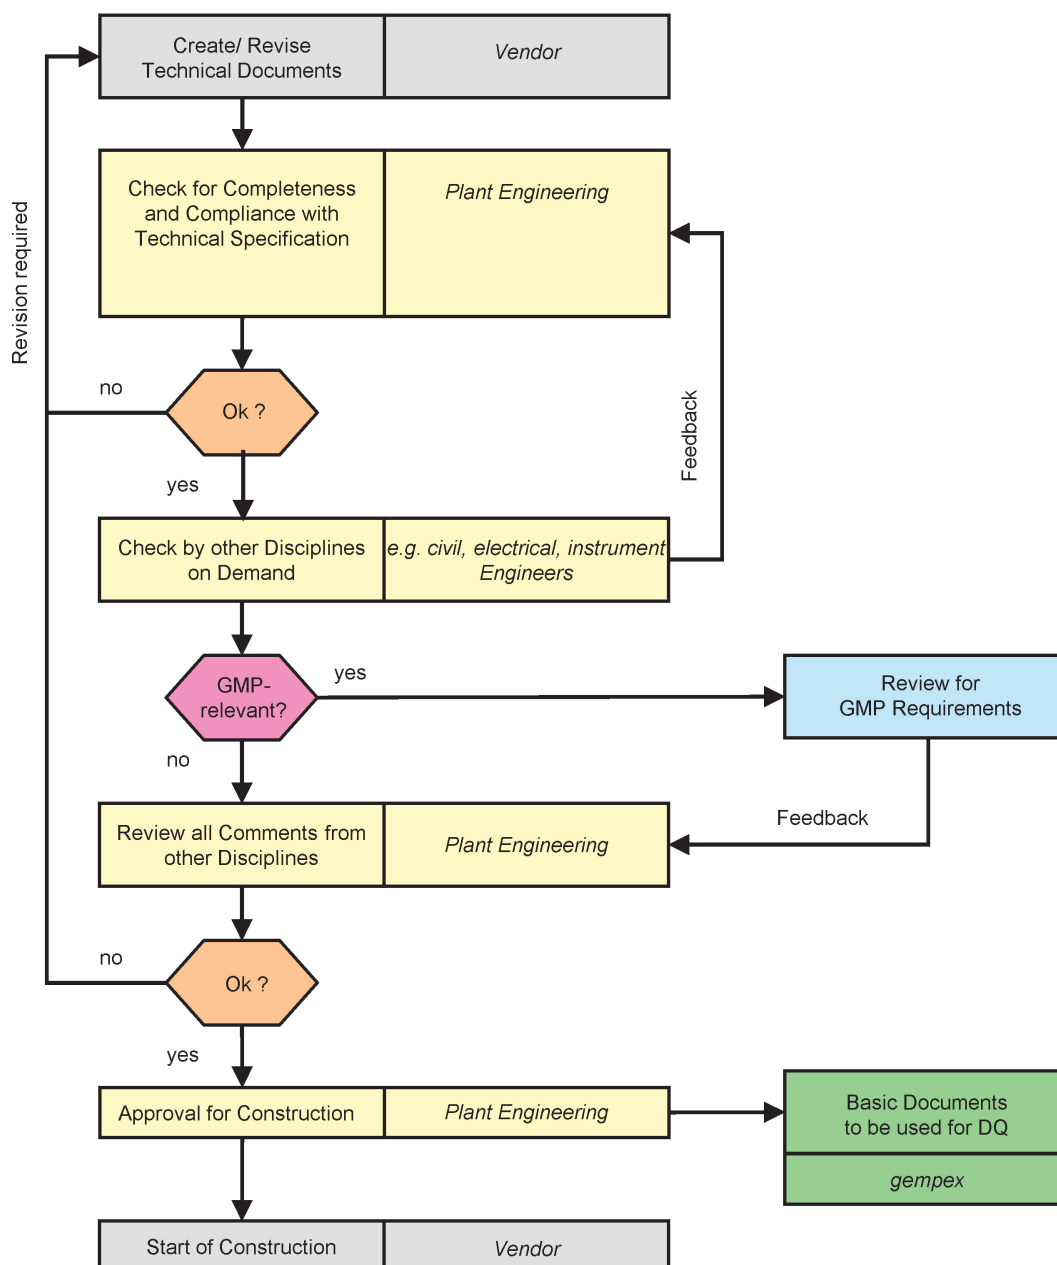 Create/ Revise
Technical Documents
Vendor
Check for Completeness
and Compliance with
Technical Specification
Plant Engineering
Revision required
no
Ok ?
Feedback
yes
Check by other Disciplines
on Demand
e.g. civil, electrical, instrument
Engineers
GMP-
relevant?
yes
Review for
GMP Requirements
no
Feedback
Review all Comments from
other Disciplines
Plant Engineering
no
Ok ?
yes
Approval for Construction
Plant Engineering
Basic Documents
to be used for DQ
gempex
Start of Construction
Vendor